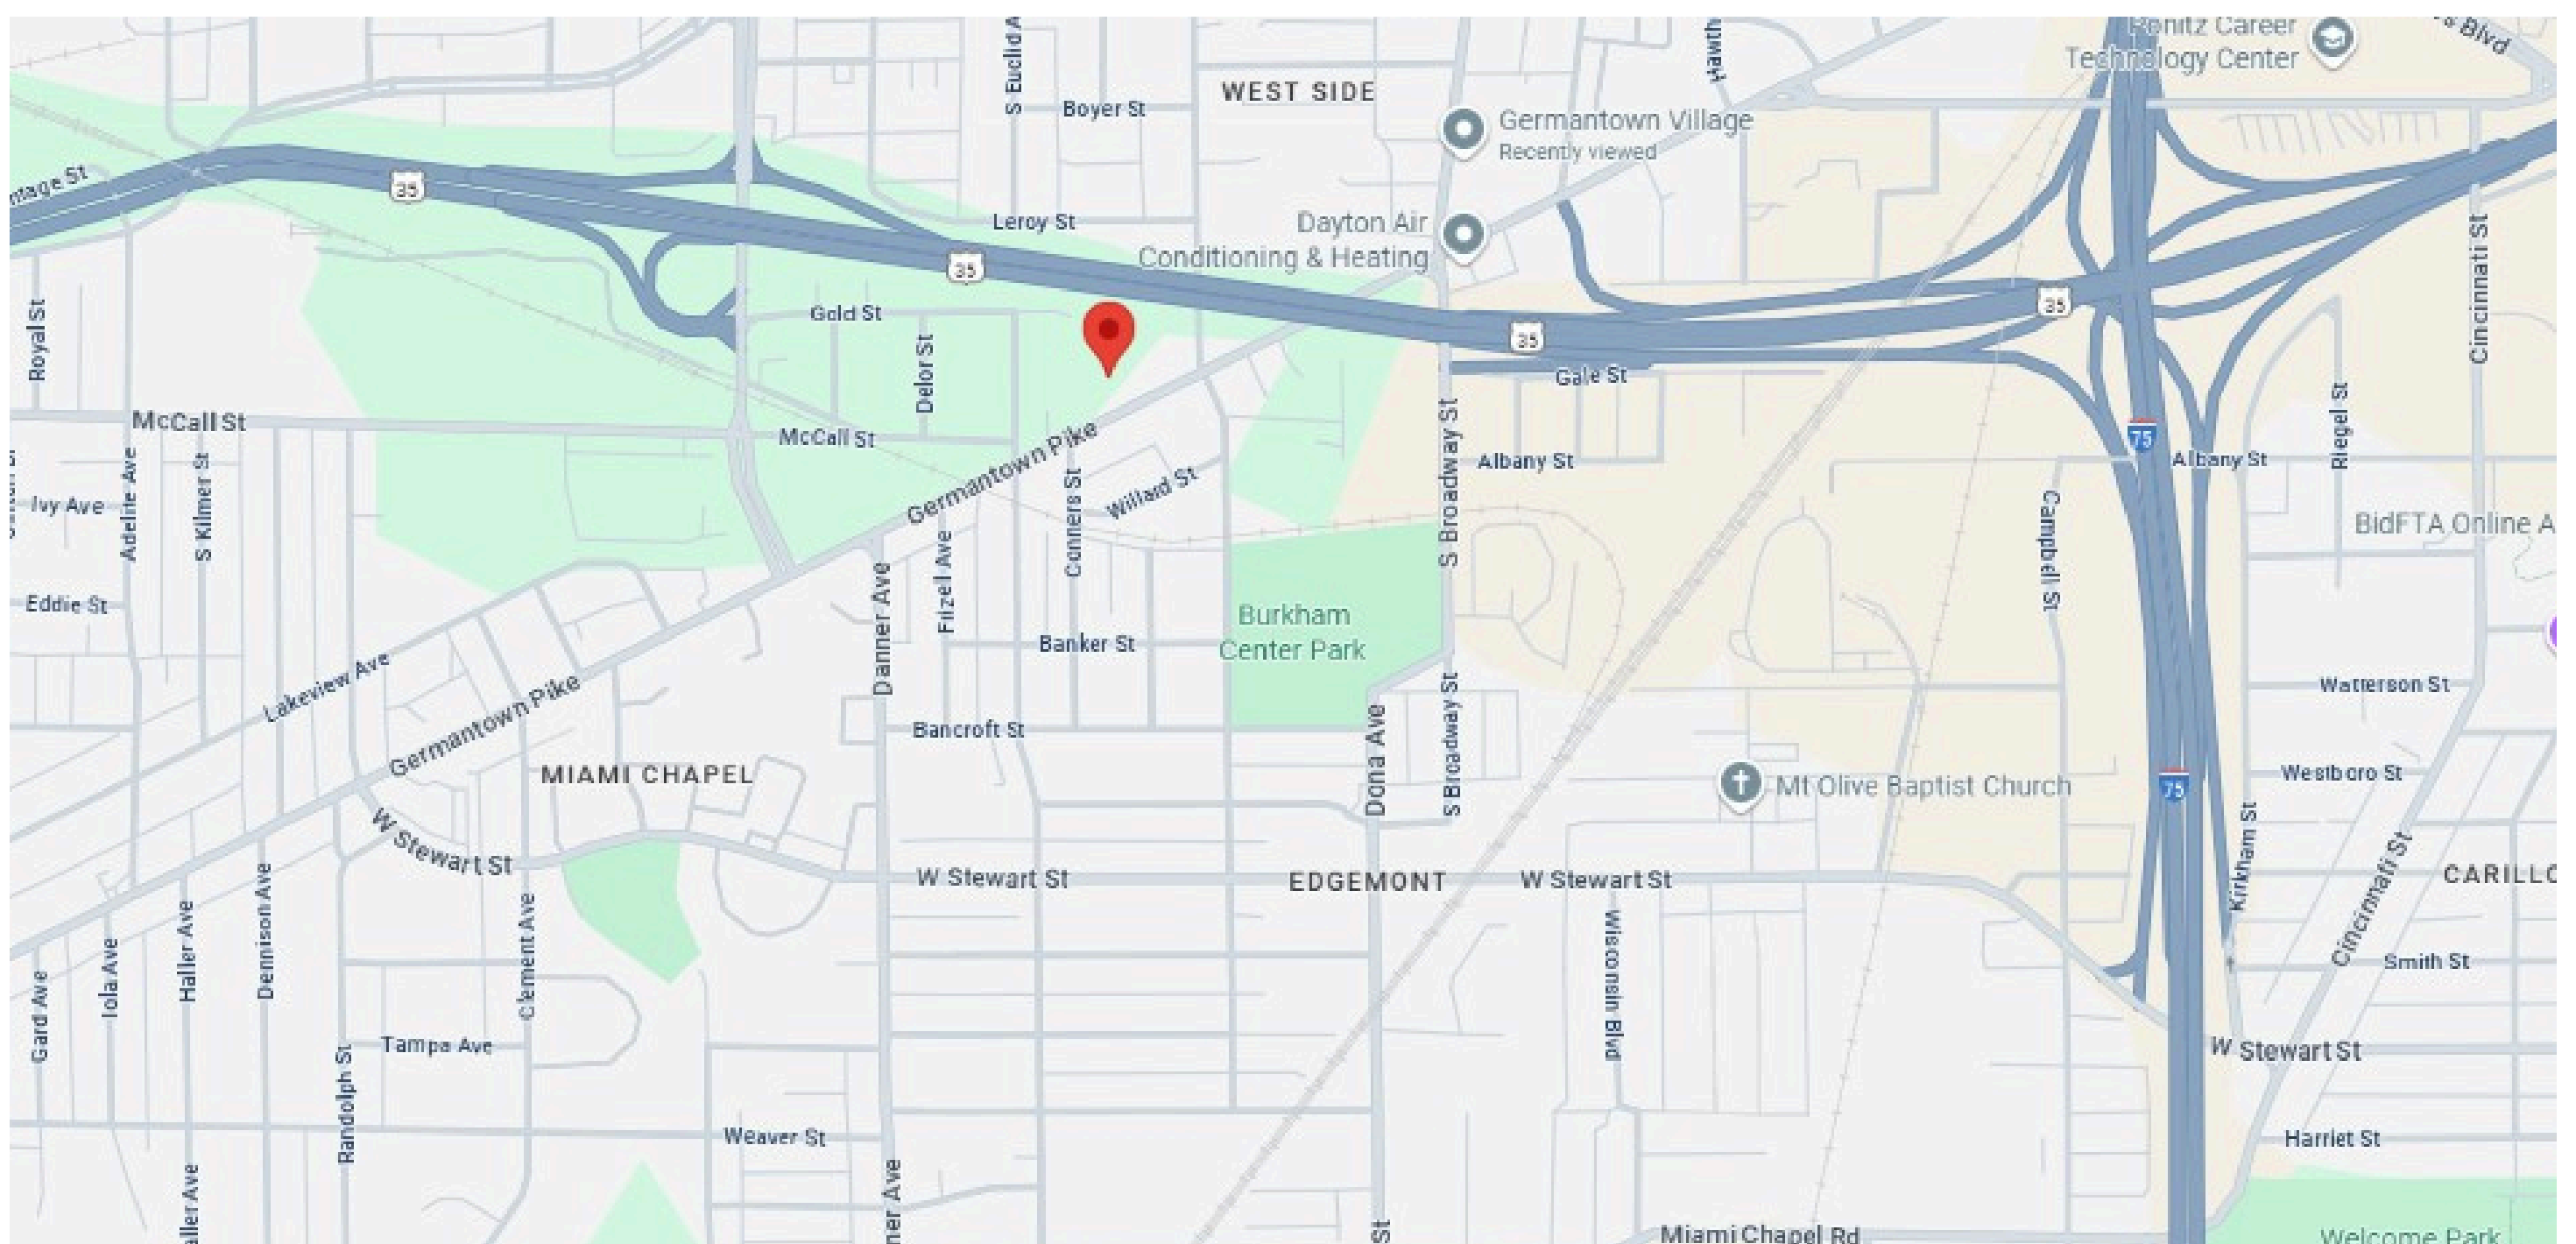 Ponitz Career
Technology Center
Blvd
S Euclid A
Hawth
WEST SIDE
Boyer St
Germantown Village
Recently viewed
35
Leroy St
Dayton Air
Conditioning & Heating
35
35
35
Cincinnati St
Royal St
Gold St
Delor St
Gale St
McCall St
McCall St
Germantown Pike
S Broadway St
Albany St
75
Albany St
Riegel St
Ivy Ave
Adelite Ave
S Kilmer St
Conners St
Willard St
Campbell St
BidFTA Online A
Eddie St
Danner Ave
Fitzel Ave
Banker St
Burkham
Center Park
Lakeview Ave
Germantown Pike
Bancroft St
Dona Ave
S Broadway St
Watterson St
MIAMI CHAPEL
Mt Olive Baptist Church
75
Westboro St
W Stewart St
W Stewart St
EDGEMONT
W Stewart St
Kirkham St
Cincinnati St
CARILLO
Gard Ave
Iola Ave
Haller Ave
Dennison Ave
Clement Ave
Wisconsin Blvd
Smith St
Randolph St
Tampa Ave
W Stewart St
Weaver St
Harriet St
aller Ave
ner Ave
St
Miami Chapel Rd
Welcome Park